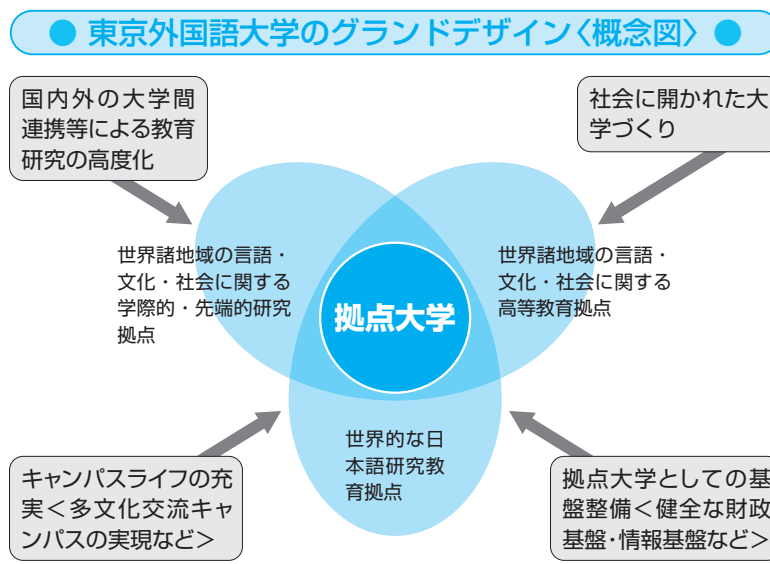 ● 東京外国語大学のグランドデザイン〈概念図〉 ●
国内外の大学間
連携等による教育
研究の高度化
社会に開かれた大
学づくり
世界諸地域の言語・
文化・社会に関する
学際的・先端的研究
拠点
世界諸地域の言語・
文化・社会に関する
高等教育拠点
拠点大学
世界的な日
本語研究教
育拠点
キャンパスライフの充
実<多文化交流キャ
ンパスの実現など>
拠点大学としての基
盤整備<健全な財政
基盤・情報基盤など>